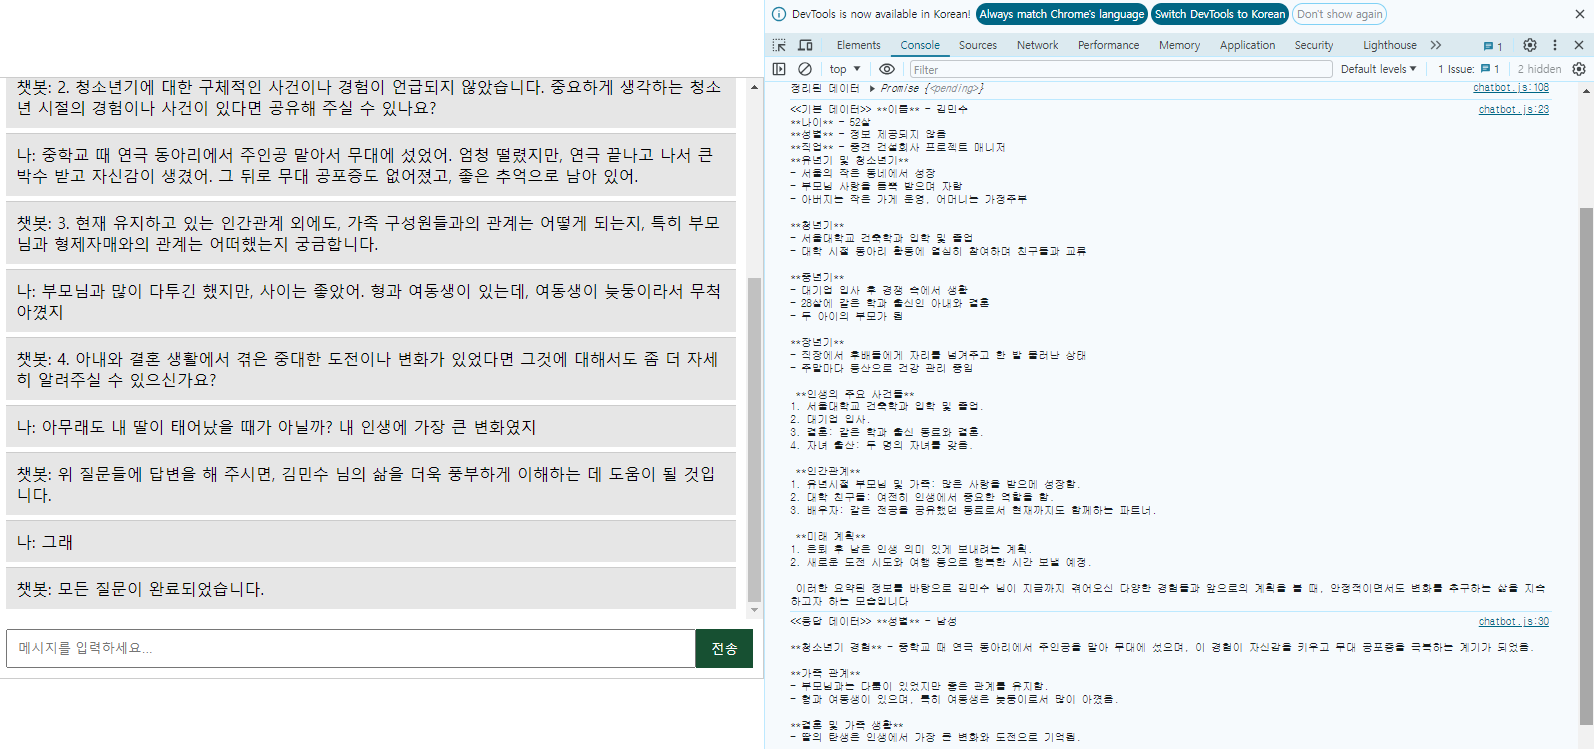 챗봇: 2. 청소년기에 대한 구체적인 사건이나 경험이 언급되지 않았습니다. 중요하게 생각하는 청소
년 시절의 경험이나 사건이 있다면 공유해 주실 수 있나요?
나: 중학교 때 연극 동아리에서 주인공 맡아서 무대에 섰었어. 엄청 떨렸지만, 연극 끝나고 나서 큰
박수 받고 자신감이 생겼어. 그 뒤로 무대 공포증도 없어졌고, 좋은 추억으로 남아 있어.
챗봇: 3. 현재 유지하고 있는 인간관계 외에도, 가족 구성원들과의 관계는 어떻게 되는지, 특히 부모
님과 형제자매와의 관계는 어떠했는지 궁금합니다.
나: 부모님과 많이 다투긴 했지만, 사이는 좋았어. 형과 여동생이 있는데, 여동생이 늦둥이라서 무척
아꼈지
챗봇: 4. 아내와 결혼 생활에서 겪은 중대한 도전이나 변화가 있었다면 그것에 대해서도 좀 더 자세
히 알려주실 수 있으신가요?
나: 아무래도 내 딸이 태어났을 때가 아닐까? 내 인생에 가장 큰 변화였지
챗봇: 위 질문들에 답변을 해 주시면, 김민수 님의 삶을 더욱 풍부하게 이해하는 데 도움이 될 것입
니다.
나: 그래
챗봇: 모든 질문이 완료되었습니다.
메시지를 입력하세요...
전송
DevTools is now available in Korean! Always match Chrome's language Switch DevTools to Korean Don't show again
Elements Console Sources Network Performance Memory Application Security Lighthouse 1
top Filter Default levels 1 Issue: 1 2 hidden
정리된 데이터 Promise {<pending>} chatbot.js:108
<<기본 데이터>> **이름** - 김민수 chatbot.js:23
**나이** - 52살
**성별** - 정보 제공되지 않음
**직업** - 중견 건설회사 프로젝트 매니저
**유년기 및 청소년기**
- 서울의 작은 동네에서 성장
- 부모님 사랑을 듬뿍 받으며 자람
- 아버지는 작은 가게 운영, 어머니는 가정주부
**청년기**
- 서울대학교 건축학과 입학 및 졸업
- 대학 시절 동아리 활동에 열심히 참여하며 친구들과 교류
**중년기**
- 대기업 입사 후 경쟁 속에서 생활
- 28살에 같은 학과 출신인 아내와 결혼
- 두 아이의 부모가 됨
**장년기**
- 직장에서 후배들에게 자리를 넘겨주고 한 발 물러난 상태
- 주말마다 등산으로 건강 관리 중임
**인생의 주요 사건들**
1. 서울대학교 건축학과 입학 및 졸업.
2. 대기업 입사.
3. 결혼: 같은 학과 출신 동료와 결혼.
4. 자녀 출산: 두 명의 자녀를 갖음.
**인간관계**
1. 유년시절 부모님 및 가족: 많은 사랑을 받으며 성장함.
2. 대학 친구들: 여전히 인생에서 중요한 역할을 함.
3. 배우자: 같은 전공을 공유했던 동료로서 현재까지도 함께하는 파트너.
**미래 계획**
1. 은퇴 후 남은 인생 의미 있게 보내려는 계획.
2. 새로운 도전 시도와 여행 등으로 행복한 시간 보낼 예정.
이러한 요약된 정보를 바탕으로 김민수 님이 지금까지 겪어오신 다양한 경험들과 앞으로의 계획을 볼 때, 안정적이면서도 변화를 추구하는 삶을 지속
하고자 하는 모습입니다
<<응답 데이터>> **성별** - 남성 chatbot.js:30
**청소년기 경험** - 중학교 때 연극 동아리에서 주인공을 맡아 무대에 섰으며, 이 경험이 자신감을 키우고 무대 공포증을 극복하는 계기가 되었음.
**가족 관계**
- 부모님과는 다툼이 있었지만 좋은 관계를 유지함.
- 형과 여동생이 있으며, 특히 여동생은 늦둥이로서 많이 아꼈음.
**결혼 및 가족 생활**
- 딸의 탄생은 인생에서 가장 큰 변화와 도전으로 기억됨.